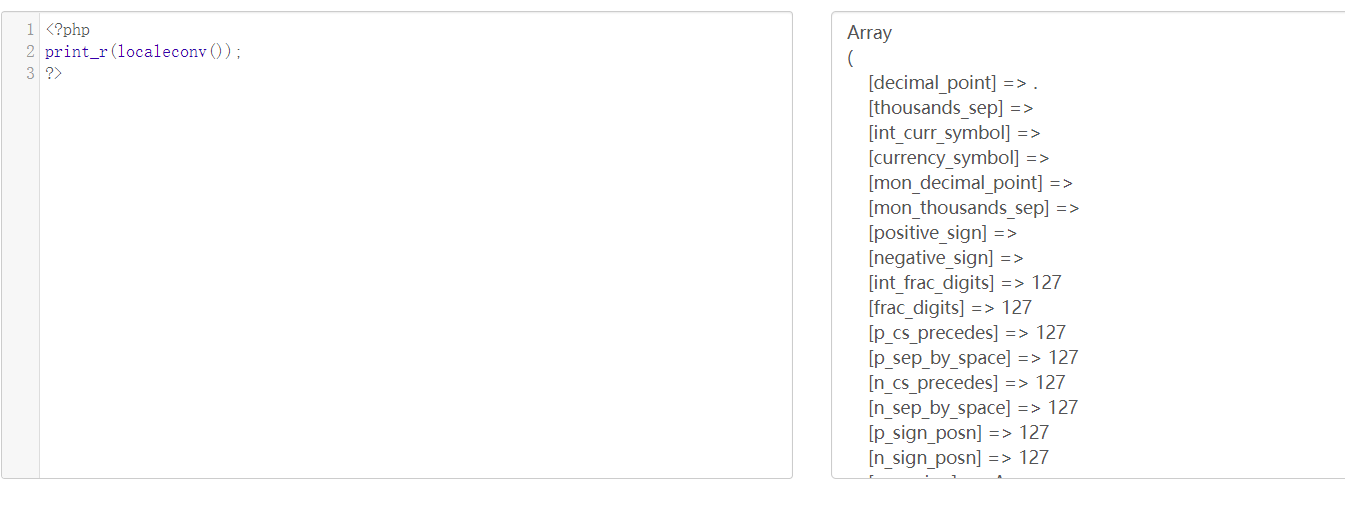 1 <?php
2 print_r(localeconv());
3 ?>
Array
(
[decimal_point] => .
[thousands_sep] =>
[int_curr_symbol] =>
[currency_symbol] =>
[mon_decimal_point] =>
[mon_thousands_sep] =>
[positive_sign] =>
[negative_sign] =>
[int_frac_digits] => 127
[frac_digits] => 127
[p_cs_precedes] => 127
[p_sep_by_space] => 127
[n_cs_precedes] => 127
[n_sep_by_space] => 127
[p_sign_posn] => 127
[n_sign_posn] => 127